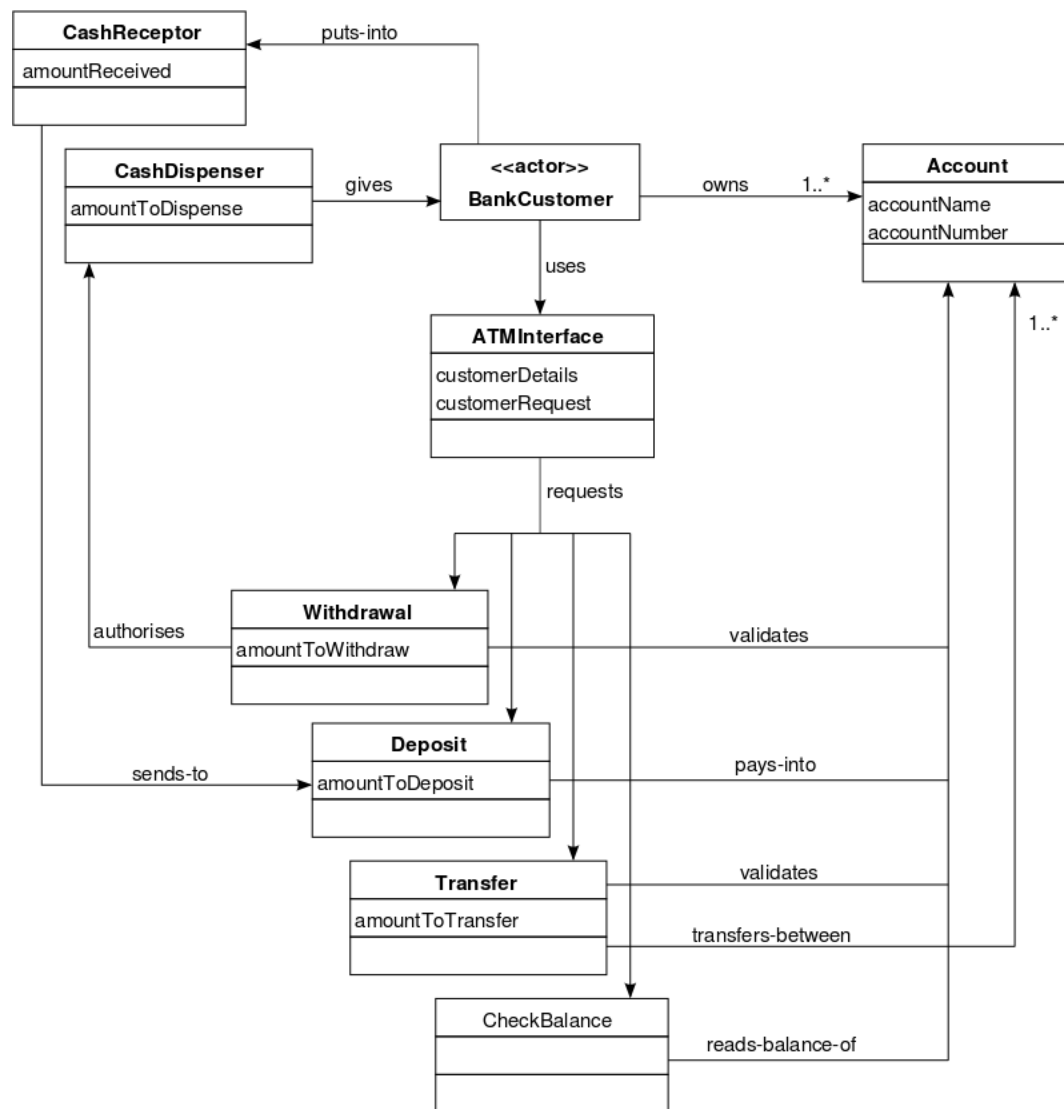 CashReceptor
amountReceived
puts-into
CashDispenser
amountToDispense
gives
<<actor>>
BankCustomer
owns
1..*
Account
accountName
accountNumber
uses
1..*
ATMInterface
customerDetails
customerRequest
requests
Withdrawal
amountToWithdraw
authorises
validates
Deposit
amountToDeposit
sends-to
pays-into
Transfer
amountToTransfer
validates
transfers-between
CheckBalance
reads-balance-of